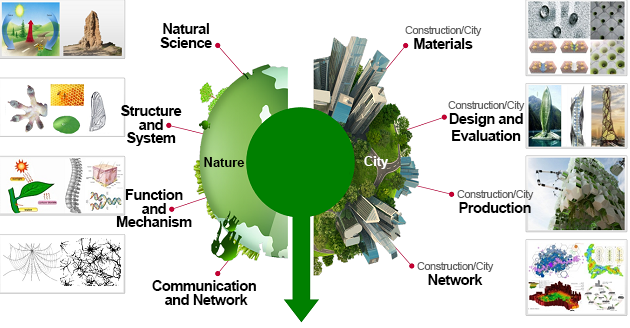 Natural
Science
Structure
and
System
Function
and
Mechanism
Communication
and Network
Nature
City
Construction/City
Materials
Construction/City
Design and
Evaluation
Construction/City
Production
Construction/City
Network